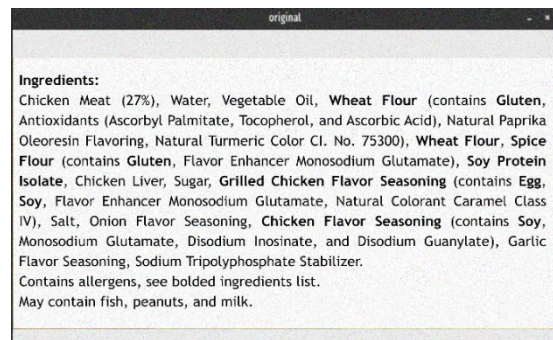 original
Ingredients:
Chicken Meat (27%), Water, Vegetable Oil, Wheat Flour (contains Gluten,
Antioxidants (Ascorbyl Palmitate, Tocopherol, and Ascorbic Acid), Natural Paprika
Oleoresin Flavoring, Natural Turmeric Color CI. No. 75300), Wheat Flour, Spice
Flour (contains Gluten, Flavor Enhancer Monosodium Glutamate), Soy Protein
Isolate, Chicken Liver, Sugar, Grilled Chicken Flavor Seasoning (contains Egg,
Soy, Flavor Enhancer Monosodium Glutamate, Natural Colorant Caramel Class
IV), Salt, Onion Flavor Seasoning, Chicken Flavor Seasoning (contains Soy,
Monosodium Glutamate, Disodium Inosinate, and Disodium Guanylate), Garlic
Flavor Seasoning, Sodium Tripolyphosphate Stabilizer.
Contains allergens, see bolded ingredients list.
May contain fish, peanuts, and milk.